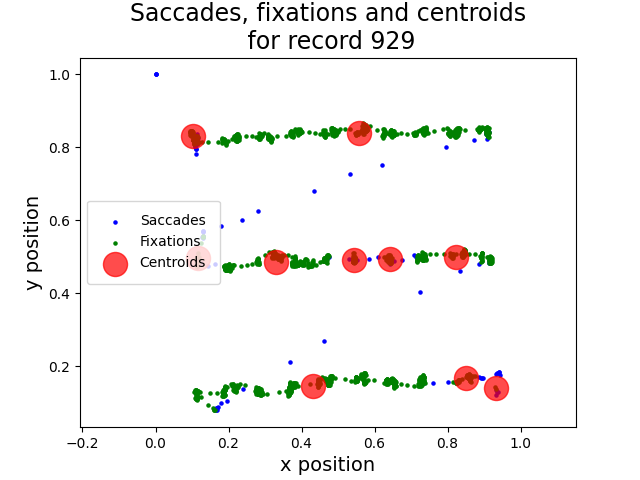 Saccades, fixations and centroids
for record 929
1.0
0.8
0.6
0.4
0.2
y position
Saccades
Fixations
Centroids
−0.2 0.0 0.2 0.4 0.6 0.8 1.0
x position